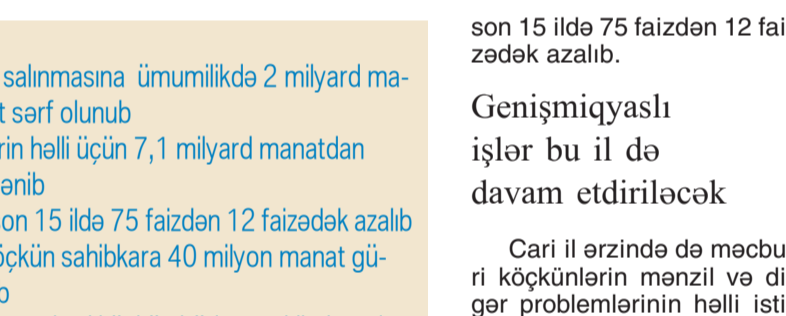 salınmasına ümumilikdə 2 milyard ma-
t sərf olunub
rin həlli üçün 7,1 milyard manatdan
ənib
on 15 ildə 75 faizdən 12 faizədək azalıb
öçkün sahibkara 40 milyon manat gü-
son 15 ildə 75 faizdən 12 fai
zədək azalıb.
Genişmiqyaslı
işlər bu il də
davam etdiriləcək
Cari il ərzində də məcbu
ri köçkünlərin mənzil və di
gər problemlərinin həlli isti